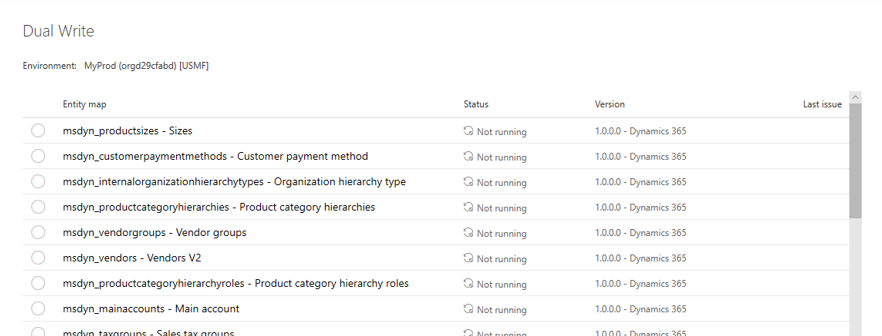 Dual Write
Environment: MyProd (orgd29cfabd) [USMF]
Entity map Status Version Last issue
msdyn_productsizes - Sizes Not running 1.0.0.0 - Dynamics 365
msdyn_customerpaymentmethods - Customer payment method Not running 1.0.0.0 - Dynamics 365
msdyn_internalorganizationhierarchytypes - Organization hierarchy type Not running 1.0.0.0 - Dynamics 365
msdyn_productcategoryhierarchies - Product category hierarchies Not running 1.0.0.0 - Dynamics 365
msdyn_vendorgroups - Vendor groups Not running 1.0.0.0 - Dynamics 365
msdyn_vendors - Vendors V2 Not running 1.0.0.0 - Dynamics 365
msdyn_productcategoryhierarchyroles - Product category hierarchy roles Not running 1.0.0.0 - Dynamics 365
msdyn_mainaccounts - Main account Not running 1.0.0.0 - Dynamics 365
msdyn_taxgroups - Sales tax groups Not running 1.0.0.0 - Dynamics 365